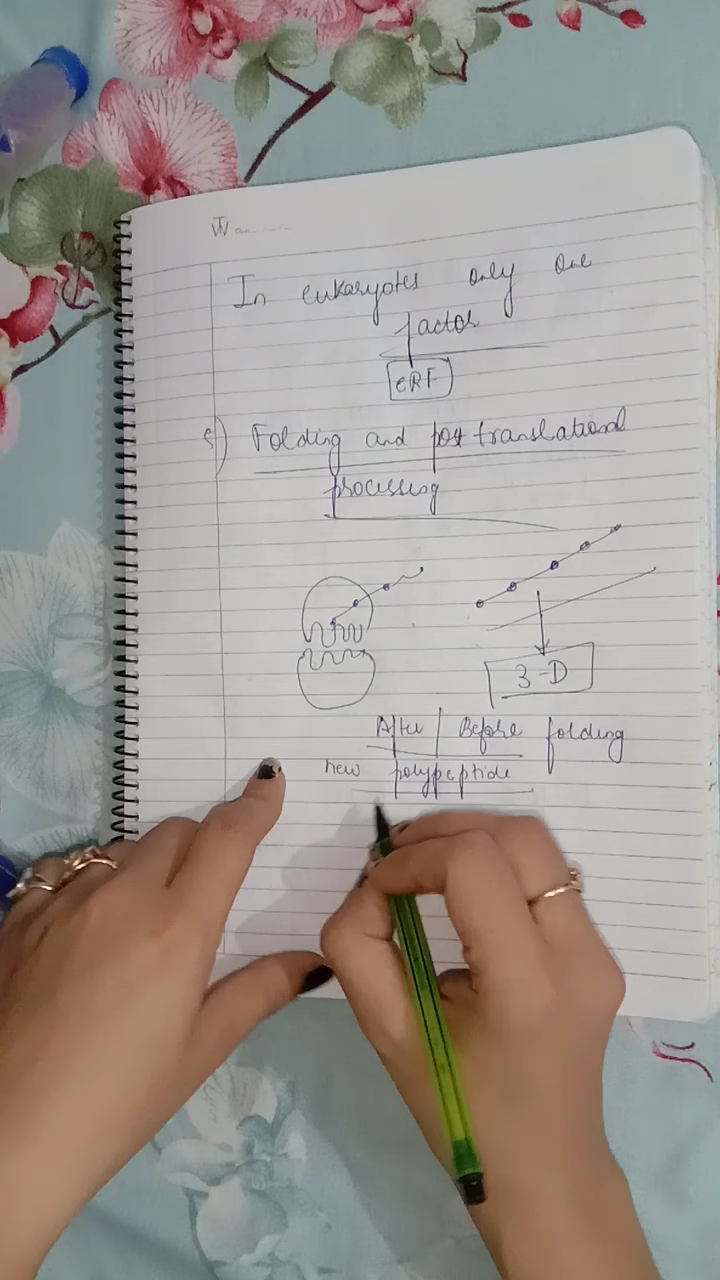 In eukaryotes only one
factor
eRF
5) Folding and post translational
processing
3-D
After / Before folding
new polypeptide